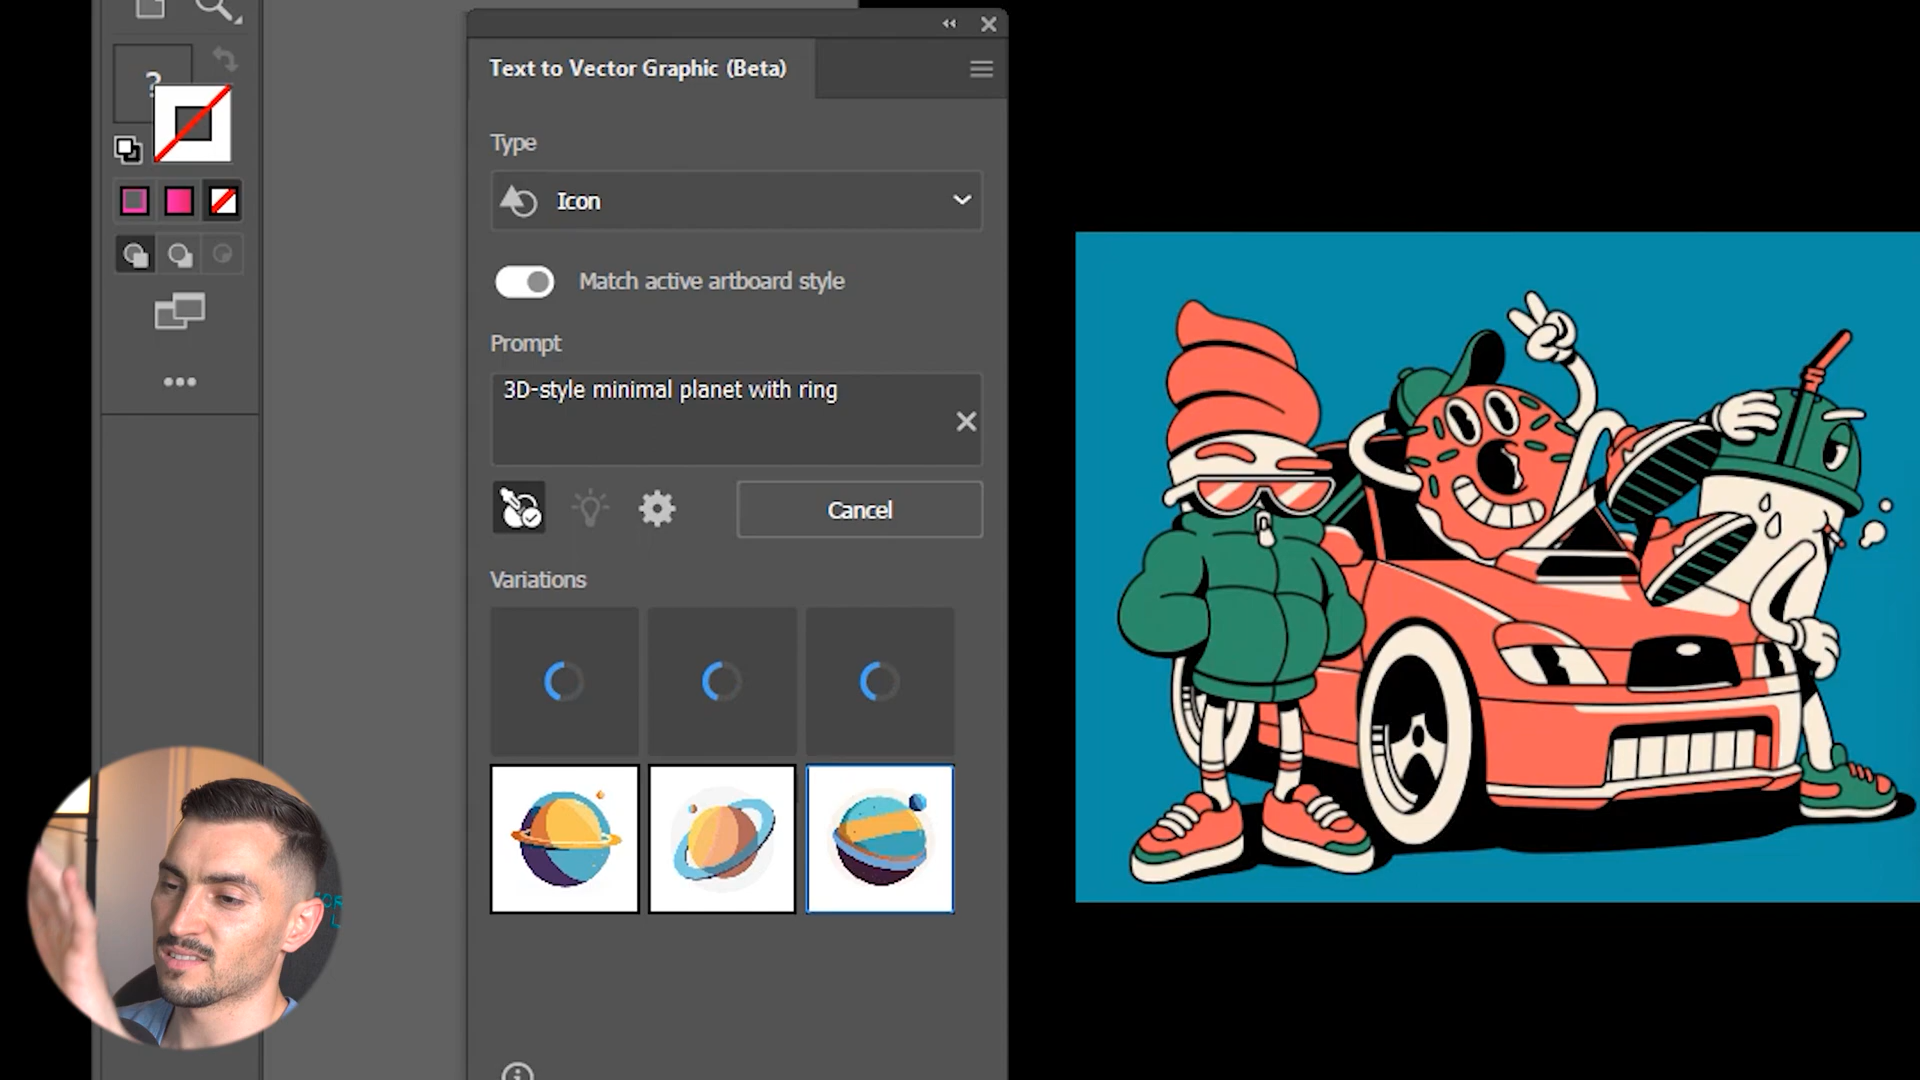 ?
Text to Vector Graphic (Beta)
Type
Icon
Match active artboard style
Prompt
3D-style minimal planet with ring
Cancel
Variations